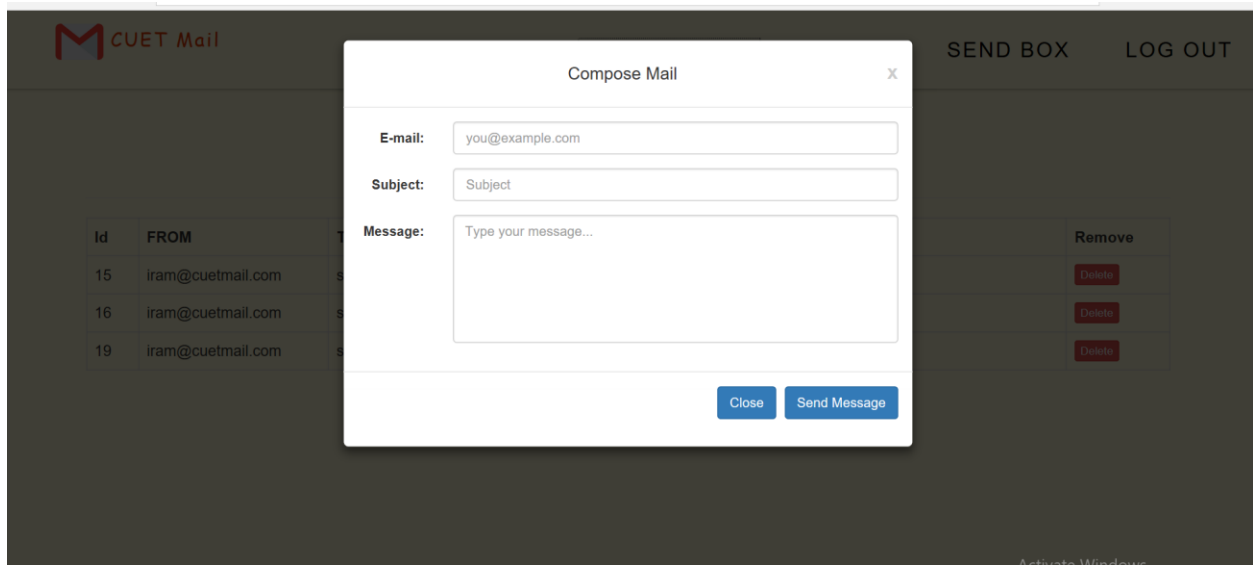 CUET Mail
SEND BOX LOG OUT
Compose Mail x
E-mail: you@example.com
Subject: Subject
Message: Type your message...
Close Send Message
Id FROM Remove
15 iram@cuetmail.com Delete
16 iram@cuetmail.com Delete
19 iram@cuetmail.com Delete
Activate Windows